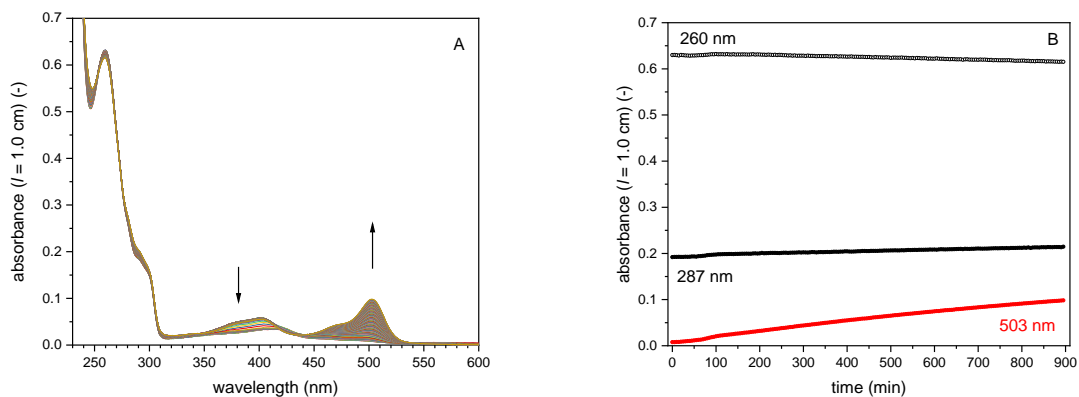 A
absorbance (l = 1.0 cm) (-)
0.7
0.6
0.5
0.4
0.3
0.2
0.1
0.0
250 300 350 400 450 500 550 600
wavelength (nm)
B
absorbance (l = 1.0 cm) (-)
0.7
0.6
0.5
0.4
0.3
0.2
0.1
0.0
260 nm
287 nm
503 nm
0 100 200 300 400 500 600 700 800 900
time (min)